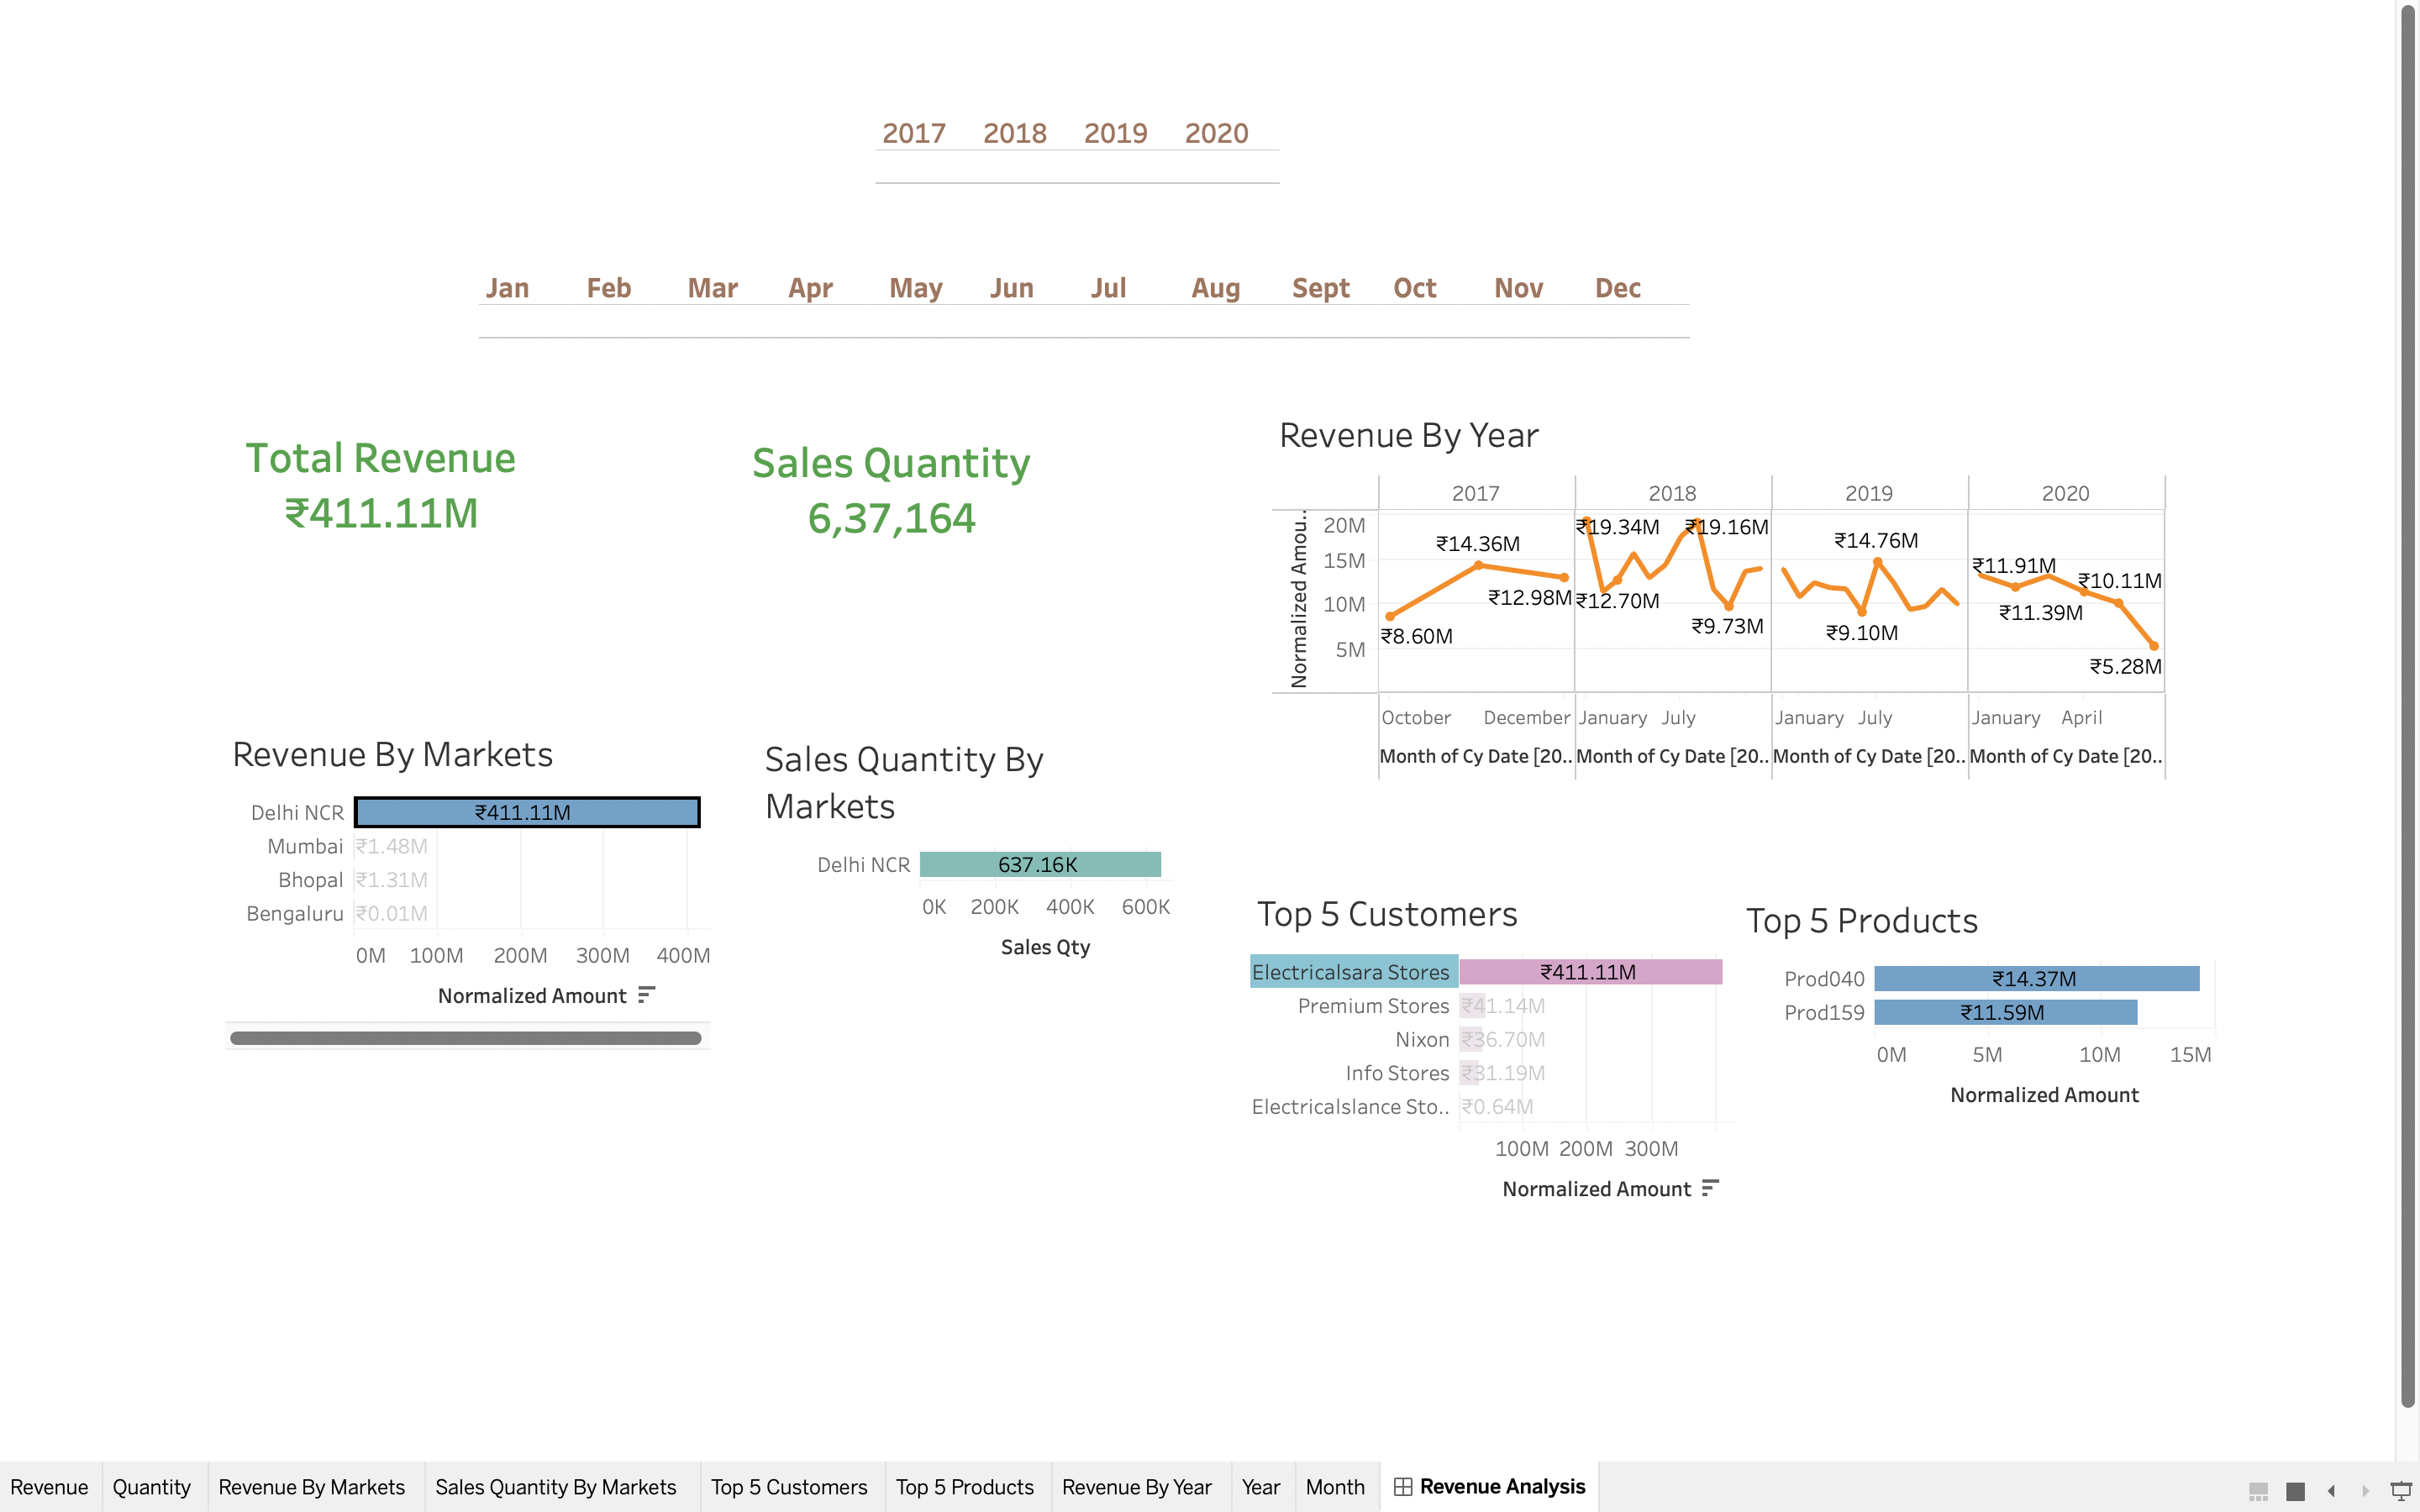 2017 2018 2019 2020
Jan Feb Mar Apr May Jun Jul Aug Sept Oct Nov Dec
Total Revenue
₹411.11M
Sales Quantity
6,37,164
Revenue By Year
2017 2018 2019 2020
Normalized Amou..
20M
15M
10M
5M
₹8.60M
₹14.36M
₹12.98M
₹19.34M
₹12.70M
₹19.16M
₹9.73M
₹14.76M
₹9.10M
₹11.91M
₹11.39M
₹10.11M
₹5.28M
October December January July January July January April
Month of Cy Date [20.. Month of Cy Date [20.. Month of Cy Date [20.. Month of Cy Date [20..
Revenue By Markets
Delhi NCR ₹411.11M
Mumbai ₹1.48M
Bhopal ₹1.31M
Bengaluru ₹0.01M
0M 100M 200M 300M 400M
Normalized Amount
Sales Quantity By
Markets
Delhi NCR 637.16K
0K 200K 400K 600K
Sales Qty
Top 5 Customers
Electricalsara Stores ₹411.11M
Premium Stores ₹41.14M
Nixon ₹36.70M
Info Stores ₹31.19M
Electricalslance Sto.. ₹0.64M
100M 200M 300M
Normalized Amount
Top 5 Products
Prod040 ₹14.37M
Prod159 ₹11.59M
0M 5M 10M 15M
Normalized Amount
Revenue Quantity Revenue By Markets Sales Quantity By Markets Top 5 Customers Top 5 Products Revenue By Year Year Month Revenue Analysis